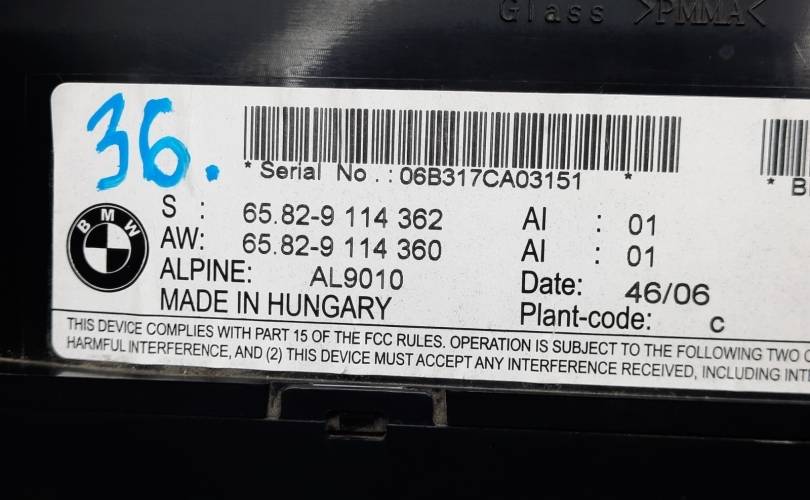 Glass >PMMA<
36.
* Serial No . : 06B317CA03151 *
* B
BMW
S : 65.82-9 114 362 AI : 01
AW: 65.82-9 114 360 AI : 01
ALPINE: AL9010 Date: 46/06
MADE IN HUNGARY Plant-code: c
THIS DEVICE COMPLIES WITH PART 15 OF THE FCC RULES. OPERATION IS SUBJECT TO THE FOLLOWING TWO
HARMFUL INTERFERENCE, AND (2) THIS DEVICE MUST ACCEPT ANY INTERFERENCE RECEIVED, INCLUDING